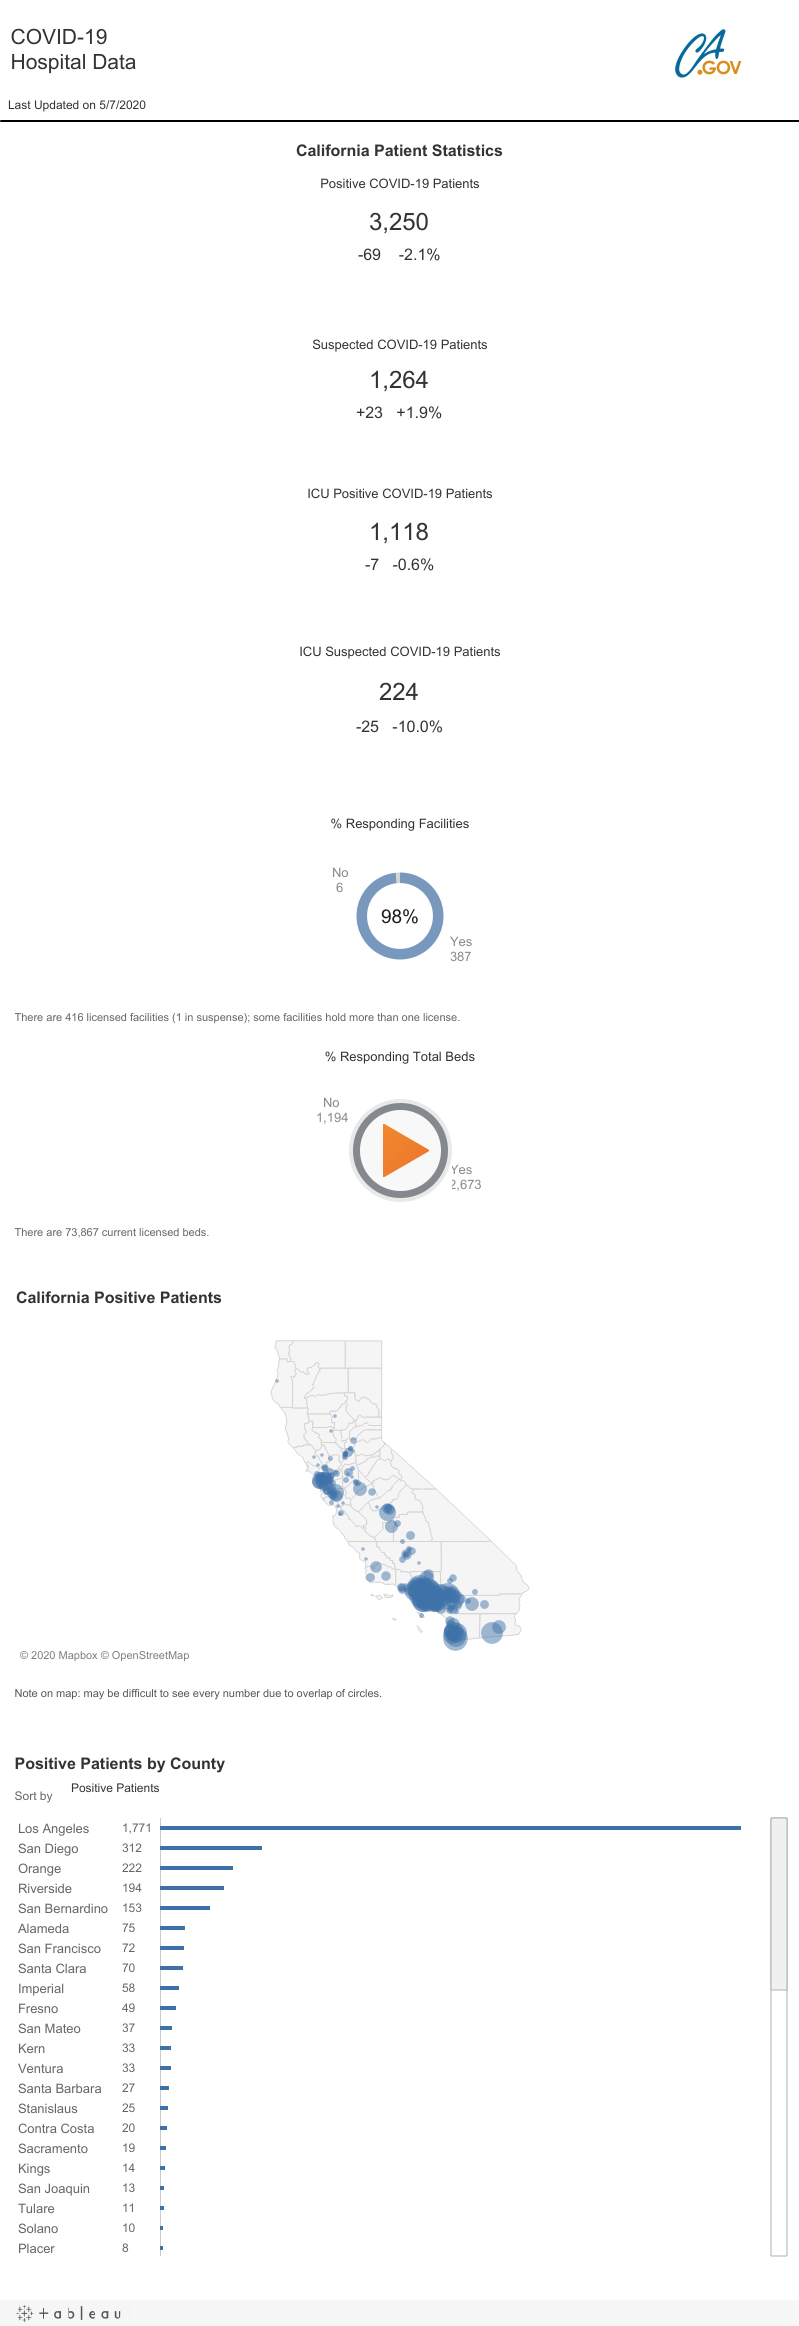 COVID-19
Hospital Data
CA
.GOV
Last Updated on 5/7/2020
California Patient Statistics
Positive COVID-19 Patients
3,250
-69 -2.1%
Suspected COVID-19 Patients
1,264
+23 +1.9%
ICU Positive COVID-19 Patients
1,118
-7 -0.6%
ICU Suspected COVID-19 Patients
224
-25 -10.0%
% Responding Facilities
No
6
98%
Yes
387
There are 416 licensed facilities (1 in suspense); some facilities hold more than one license.
% Responding Total Beds
No
1,194
Yes
2,673
There are 73,867 current licensed beds.
California Positive Patients
© 2020 Mapbox © OpenStreetMap
Note on map: may be difficult to see every number due to overlap of circles.
Positive Patients by County
Sort by Positive Patients
Los Angeles 1,771
San Diego 312
Orange 222
Riverside 194
San Bernardino 153
Alameda 75
San Francisco 72
Santa Clara 70
Imperial 58
Fresno 49
San Mateo 37
Kern 33
Ventura 33
Santa Barbara 27
Stanislaus 25
Contra Costa 20
Sacramento 19
Kings 14
San Joaquin 13
Tulare 11
Solano 10
Placer 8
+ableau